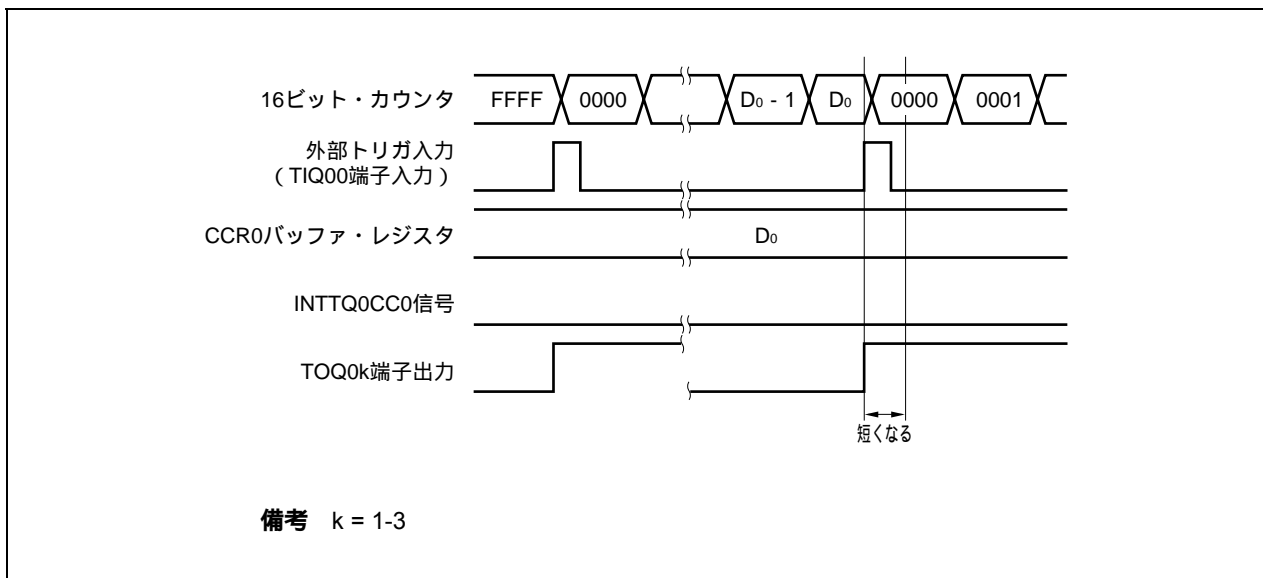 16ビット・カウンタ FFFF 0000 D0 - 1 D0 0000 0001
外部トリガ入力
(TIQ00端子入力)
CCR0バッファ・レジスタ D0
INTTQ0CC0信号
TOQ0k端子出力
短くなる
備考 k = 1-3